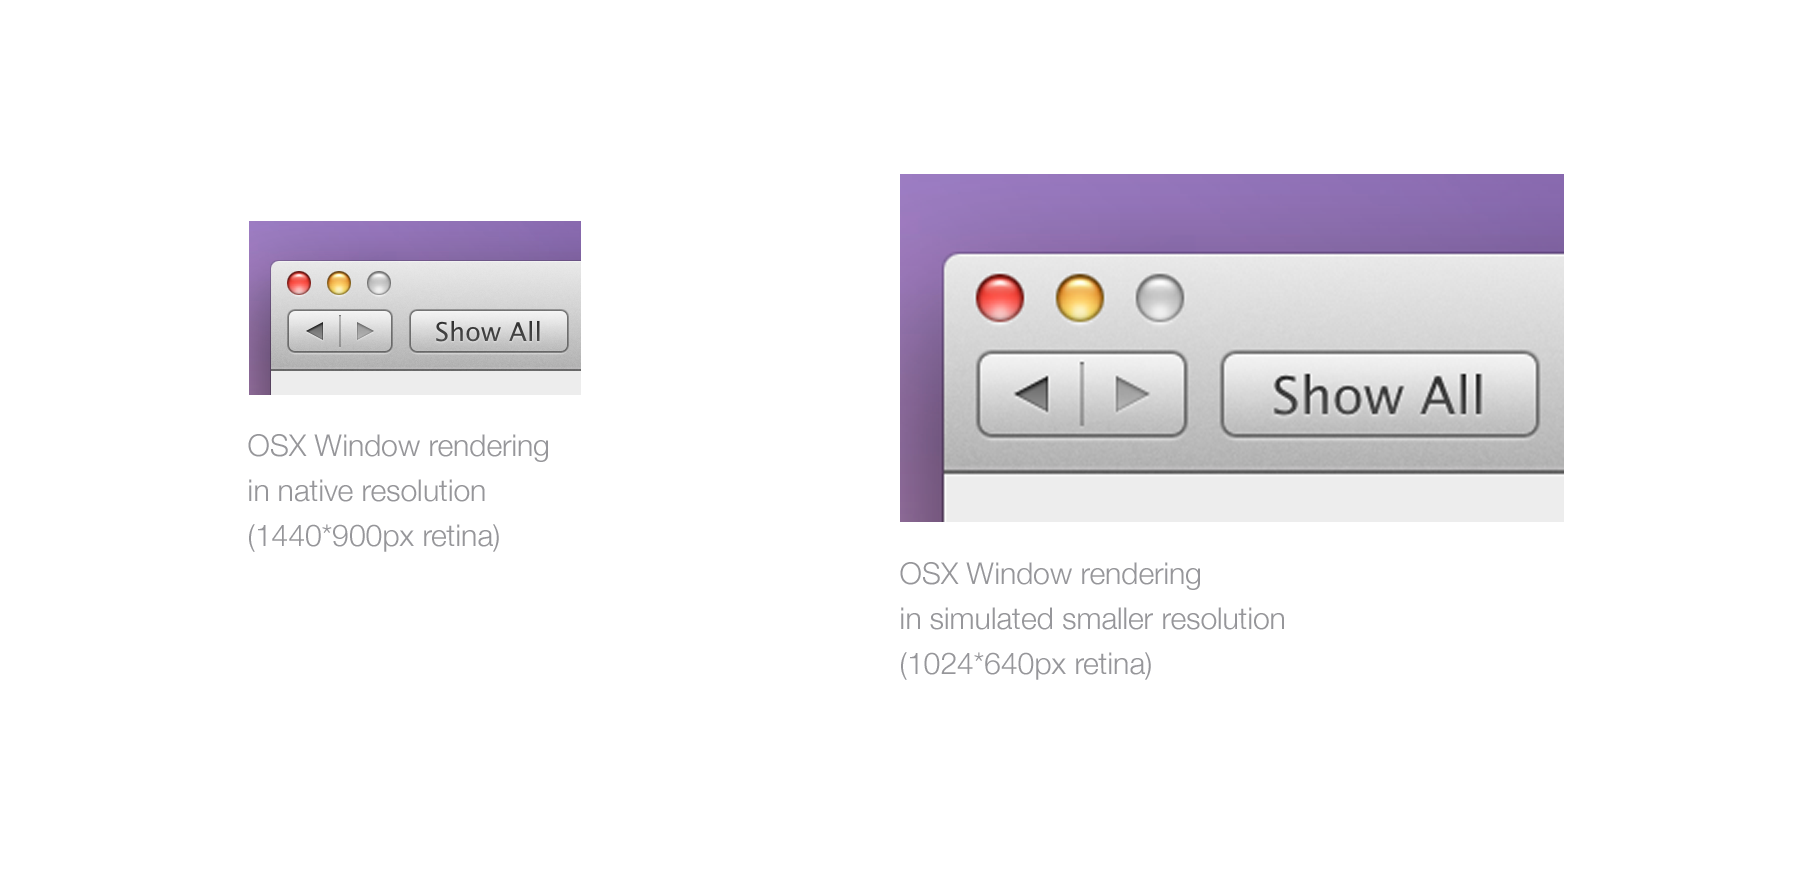 Show All
OSX Window rendering
in native resolution
(1440*900px retina)
Show All
OSX Window rendering
in simulated smaller resolution
(1024*640px retina)